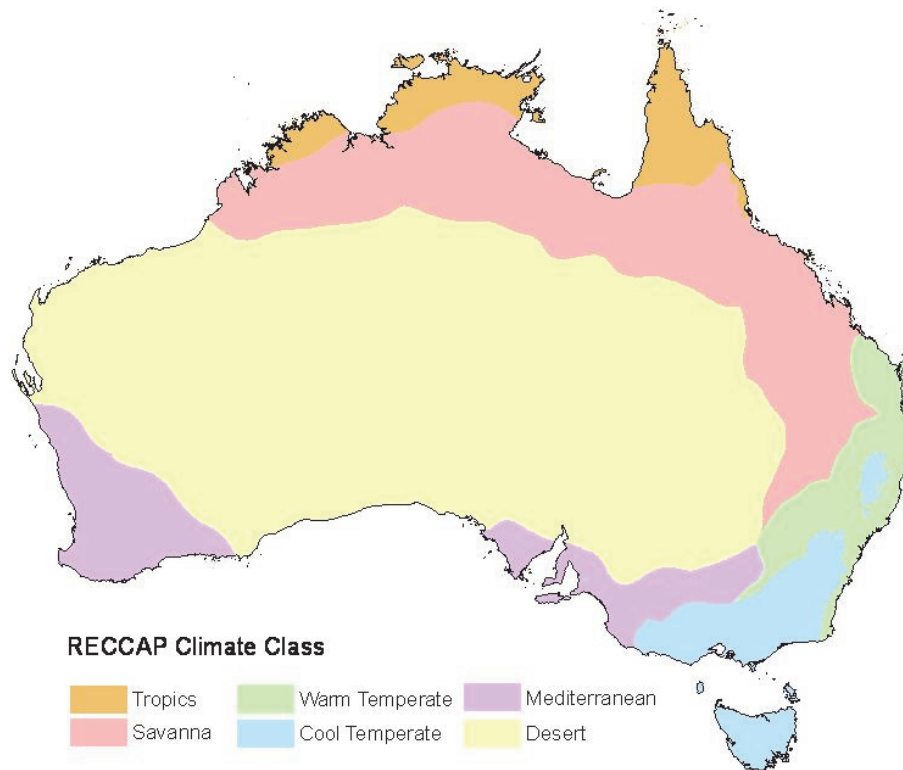 RECCAP Climate Class
Tropics Warm Temperate Mediterranean
Savanna Cool Temperate Desert